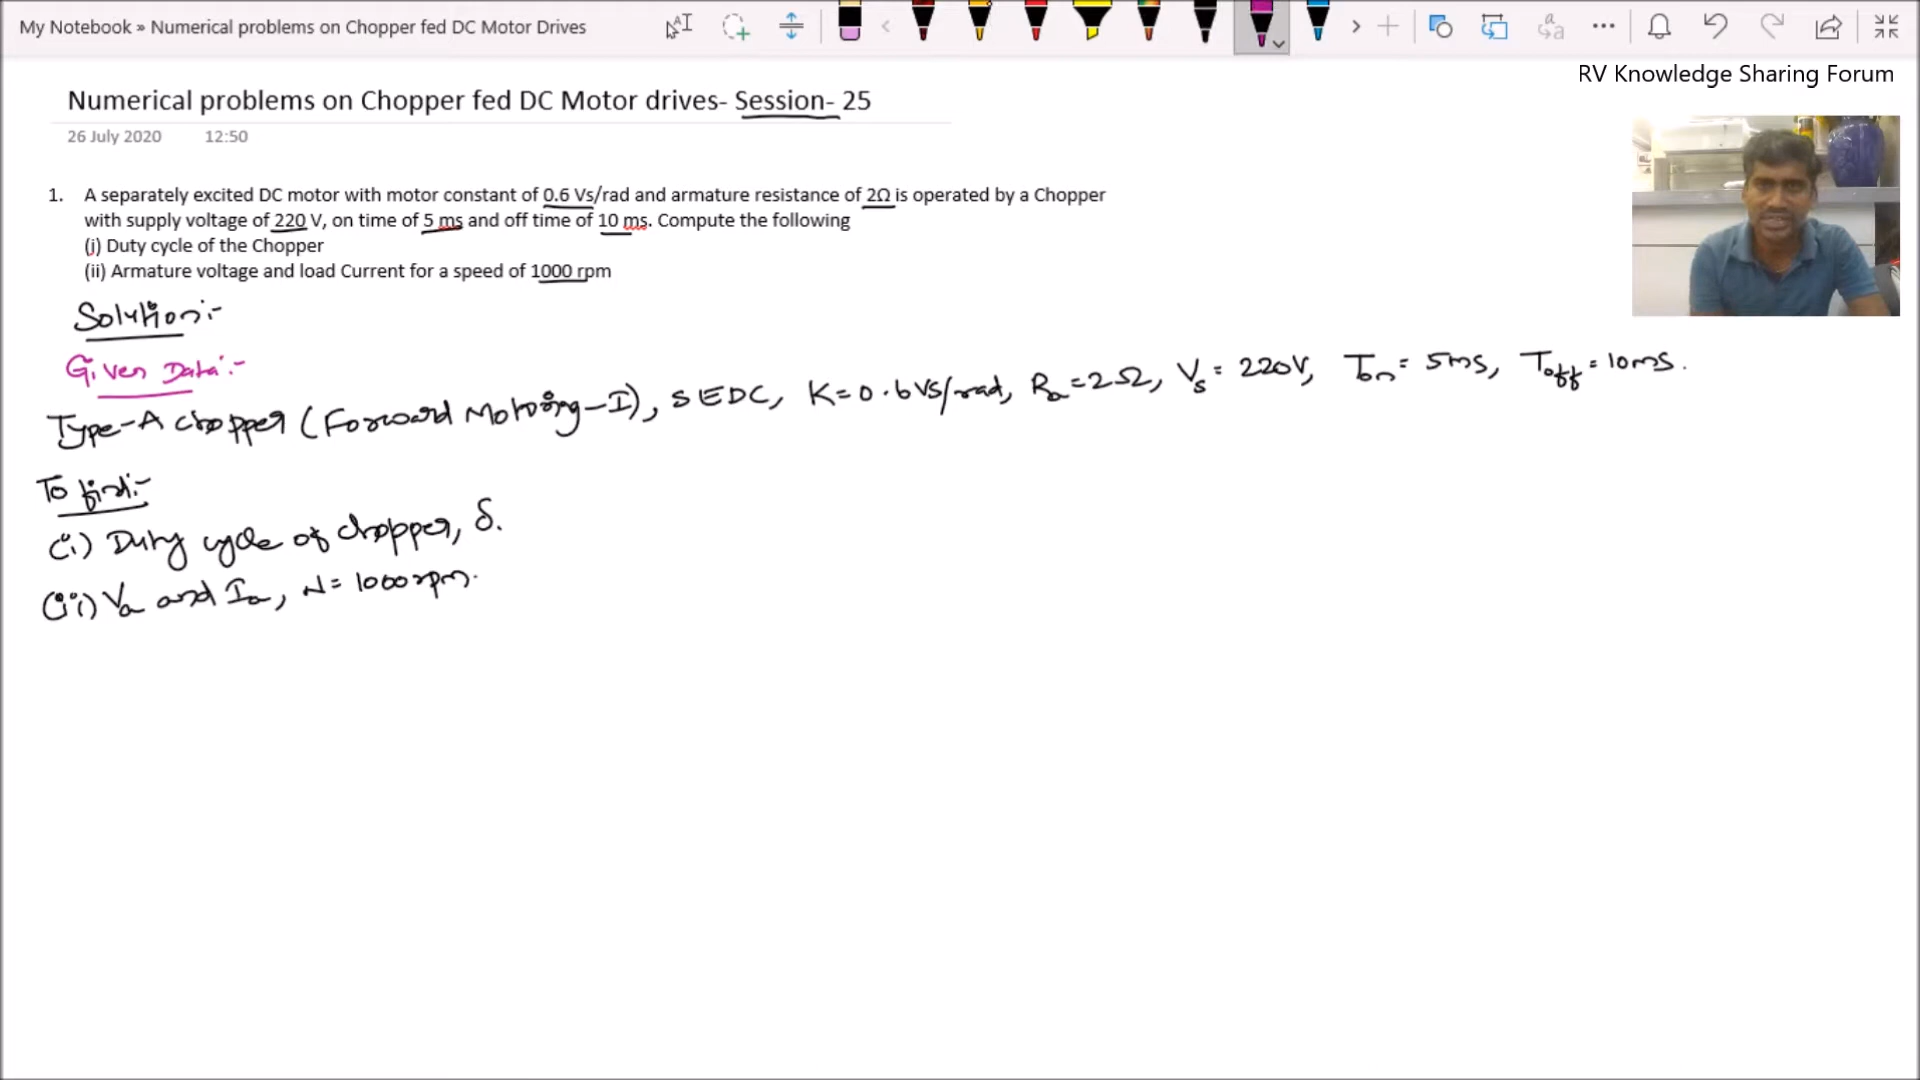 My Notebook » Numerical problems on Chopper fed DC Motor Drives
RV Knowledge Sharing Forum
Numerical problems on Chopper fed DC Motor drives- Session- 25
26 July 2020 12:50
1. A separately excited DC motor with motor constant of 0.6 Vs/rad and armature resistance of 2Ω is operated by a Chopper
with supply voltage of 220 V, on time of 5 ms and off time of 10 ms. Compute the following
(i) Duty cycle of the Chopper
(ii) Armature voltage and load Current for a speed of 1000 rpm
Solution:-
Given Data:-
Type-A chopper (Forward Motoring-I), SEDC, K=0.6 Vs/rad, Ra=2Ω, Vs=220V, Ton=5ms, Toff=10ms.
To find:-
(i) Duty cycle of chopper, δ.
(ii) Va and Ia, N=1000rpm.